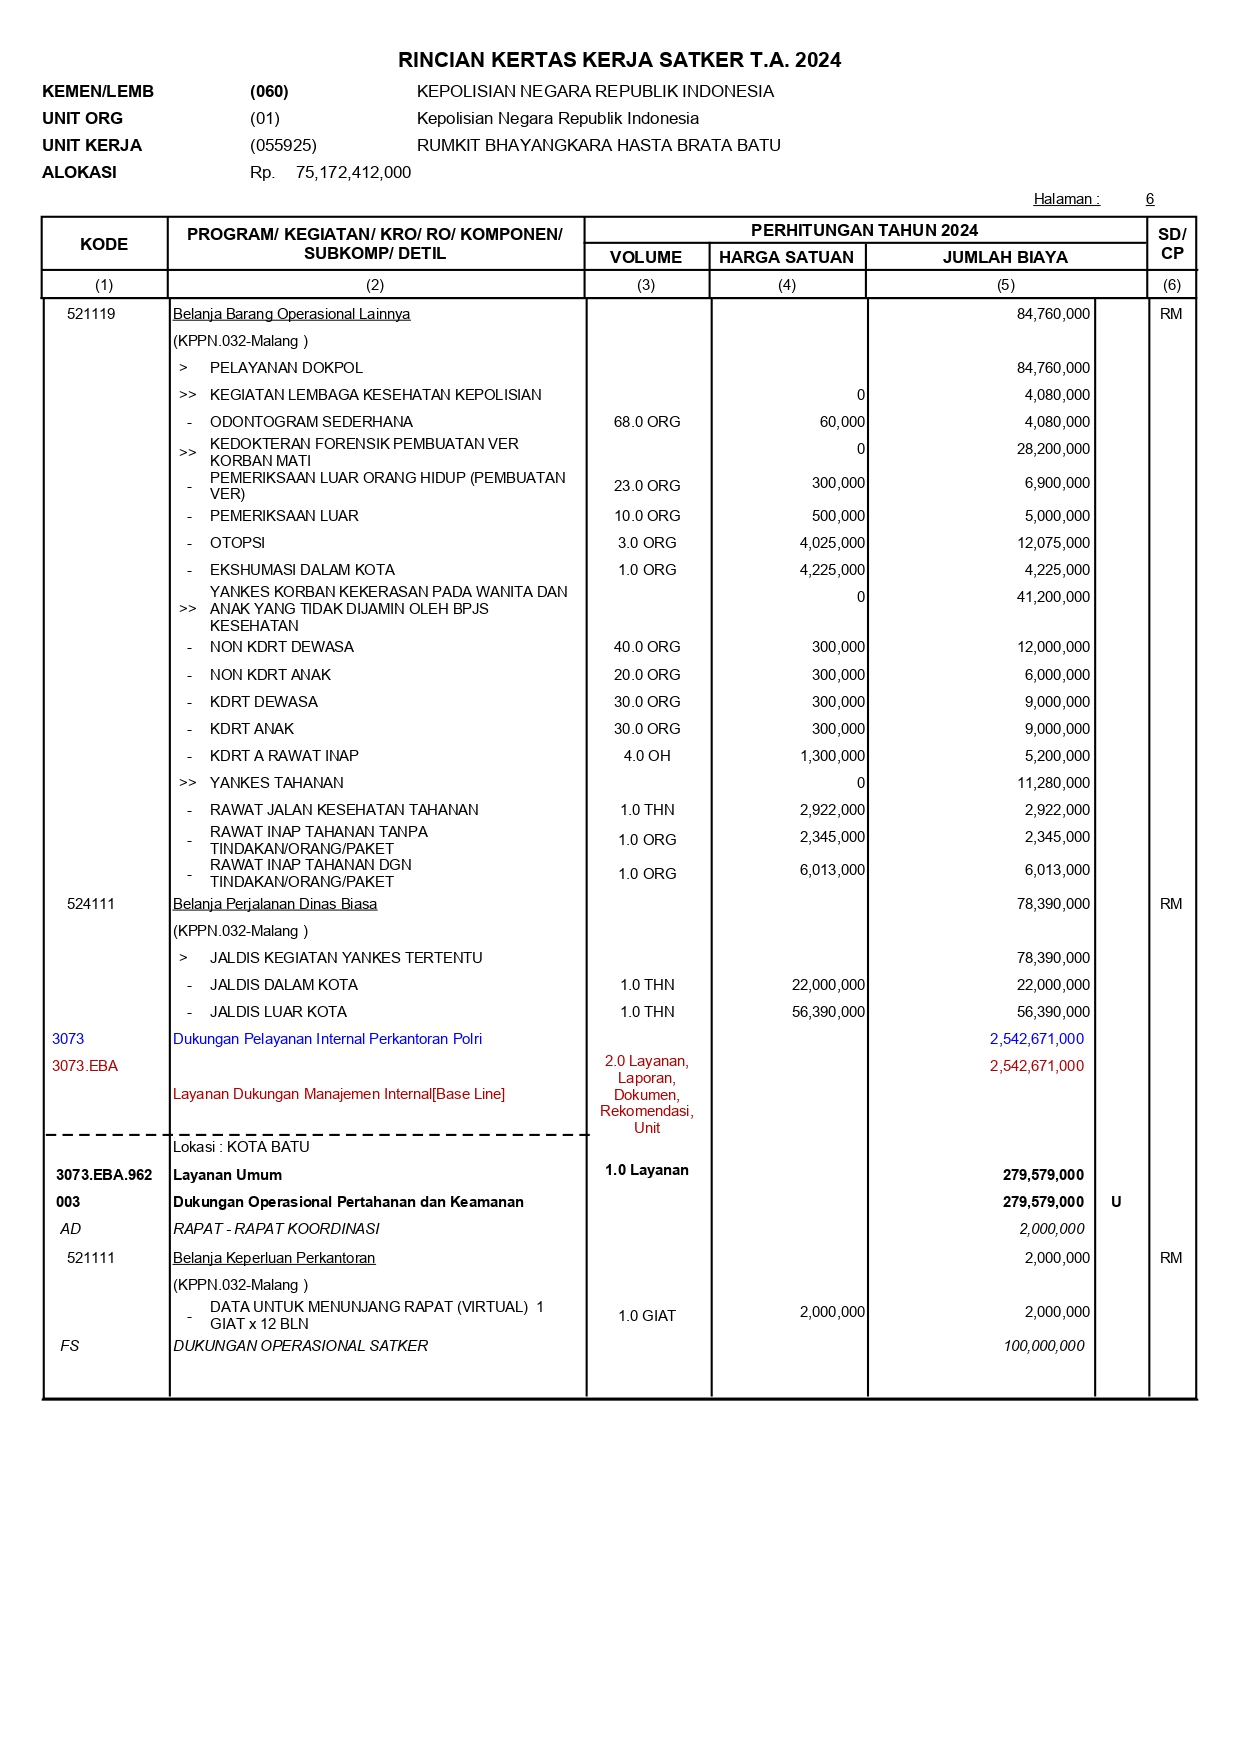 RINCIAN KERTAS KERJA SATKER T.A. 2024
KEMEN/LEMB (060) KEPOLISIAN NEGARA REPUBLIK INDONESIA
UNIT ORG (01) Kepolisian Negara Republik Indonesia
UNIT KERJA (055925) RUMKIT BHAYANGKARA HASTA BRATA BATU
ALOKASI Rp. 75,172,412,000
Halaman : 6
KODE PROGRAM/ KEGIATAN/ KRO/ RO/ KOMPONEN/ SUBKOMP/ DETIL PERHITUNGAN TAHUN 2024 SD/ CP
VOLUME HARGA SATUAN JUMLAH BIAYA
(1) (2) (3) (4) (5) (6)
521119 Belanja Barang Operasional Lainnya 84,760,000 RM
(KPPN.032-Malang )
> PELAYANAN DOKPOL 84,760,000
>> KEGIATAN LEMBAGA KESEHATAN KEPOLISIAN 0 4,080,000
- ODONTOGRAM SEDERHANA 68.0 ORG 60,000 4,080,000
>> KEDOKTERAN FORENSIK PEMBUATAN VER 0 28,200,000
KORBAN MATI
- PEMERIKSAAN LUAR ORANG HIDUP (PEMBUATAN 23.0 ORG 300,000 6,900,000
VER)
- PEMERIKSAAN LUAR 10.0 ORG 500,000 5,000,000
- OTOPSI 3.0 ORG 4,025,000 12,075,000
- EKSHUMASI DALAM KOTA 1.0 ORG 4,225,000 4,225,000
YANKES KORBAN KEKERASAN PADA WANITA DAN 0 41,200,000
>> ANAK YANG TIDAK DIJAMIN OLEH BPJS
KESEHATAN
- NON KDRT DEWASA 40.0 ORG 300,000 12,000,000
- NON KDRT ANAK 20.0 ORG 300,000 6,000,000
- KDRT DEWASA 30.0 ORG 300,000 9,000,000
- KDRT ANAK 30.0 ORG 300,000 9,000,000
- KDRT A RAWAT INAP 4.0 OH 1,300,000 5,200,000
>> YANKES TAHANAN 0 11,280,000
- RAWAT JALAN KESEHATAN TAHANAN 1.0 THN 2,922,000 2,922,000
- RAWAT INAP TAHANAN TANPA 1.0 ORG 2,345,000 2,345,000
TINDAKAN/ORANG/PAKET
- RAWAT INAP TAHANAN DGN 1.0 ORG 6,013,000 6,013,000
TINDAKAN/ORANG/PAKET
524111 Belanja Perjalanan Dinas Biasa 78,390,000 RM
(KPPN.032-Malang )
> JALDIS KEGIATAN YANKES TERTENTU 78,390,000
- JALDIS DALAM KOTA 1.0 THN 22,000,000 22,000,000
- JALDIS LUAR KOTA 1.0 THN 56,390,000 56,390,000
3073 Dukungan Pelayanan Internal Perkantoran Polri 2,542,671,000
3073.EBA 2.0 Layanan, 2,542,671,000
Laporan,
Layanan Dukungan Manajemen Internal[Base Line] Dokumen,
Rekomendasi,
Unit
Lokasi : KOTA BATU
3073.EBA.962 Layanan Umum 1.0 Layanan 279,579,000
003 Dukungan Operasional Pertahanan dan Keamanan 279,579,000 U
AD RAPAT - RAPAT KOORDINASI 2,000,000
521111 Belanja Keperluan Perkantoran 2,000,000 RM
(KPPN.032-Malang )
- DATA UNTUK MENUNJANG RAPAT (VIRTUAL) 1 1.0 GIAT 2,000,000 2,000,000
GIAT x 12 BLN
FS DUKUNGAN OPERASIONAL SATKER 100,000,000